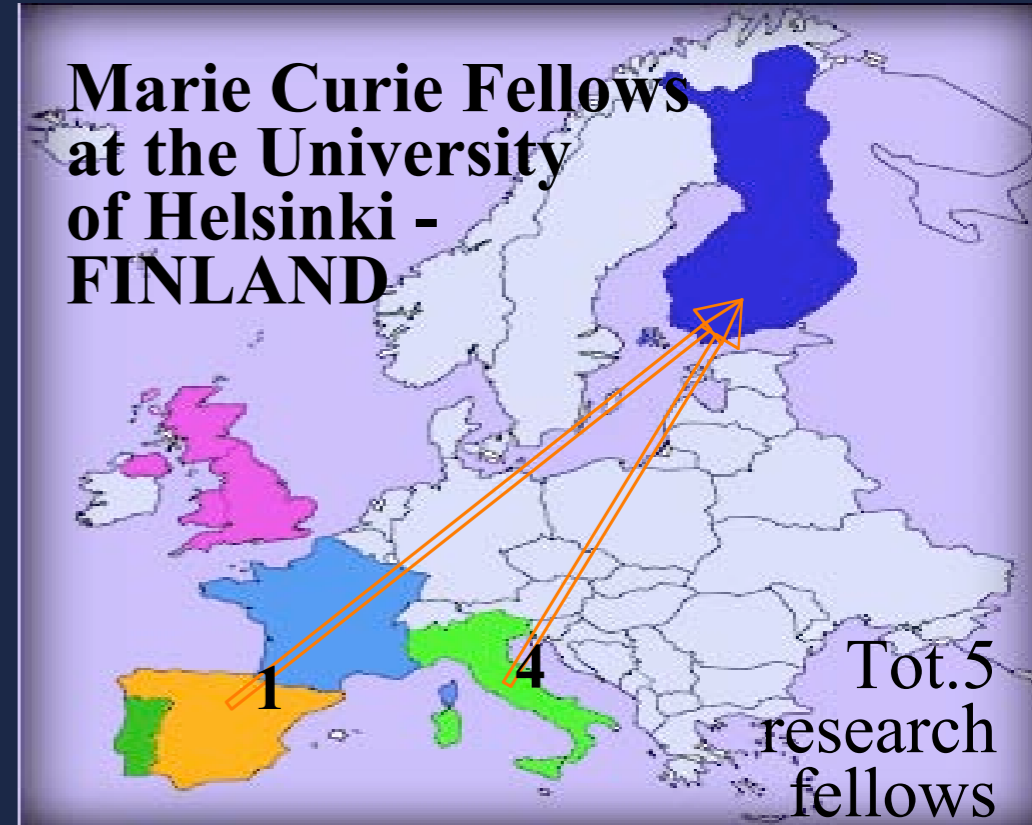 Marie Curie Fellows
at the University
of Helsinki -
FINLAND
1
4
Tot.5
research
fellows